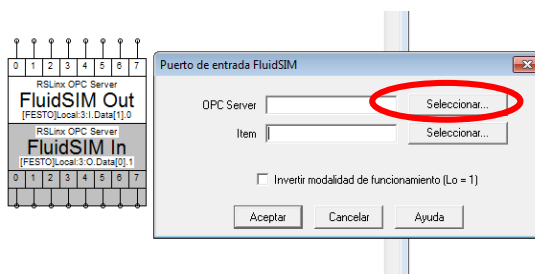 0 1 2 3 4 5 6 7
RSLinx OPC Server
FluidSIM Out
[FESTO]Local:3:I.Data[1].0
RSLinx OPC Server
FluidSIM In
[FESTO]Local:3:O.Data[0].1
0 1 2 3 4 5 6 7
Puerto de entrada FluidSIM
OPC Server
Seleccionar...
Item
Seleccionar...
Invertir modalidad de funcionamiento (Lo = 1)
Aceptar
Cancelar
Ayuda